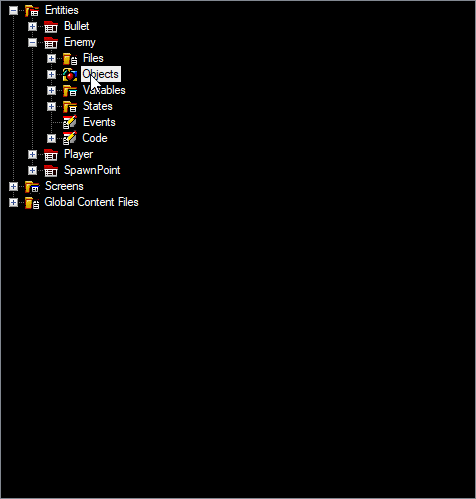 Entities
Bullet
Enemy
Files
Objects
Variables
States
Events
Code
Player
SpawnPoint
Screens
Global Content Files